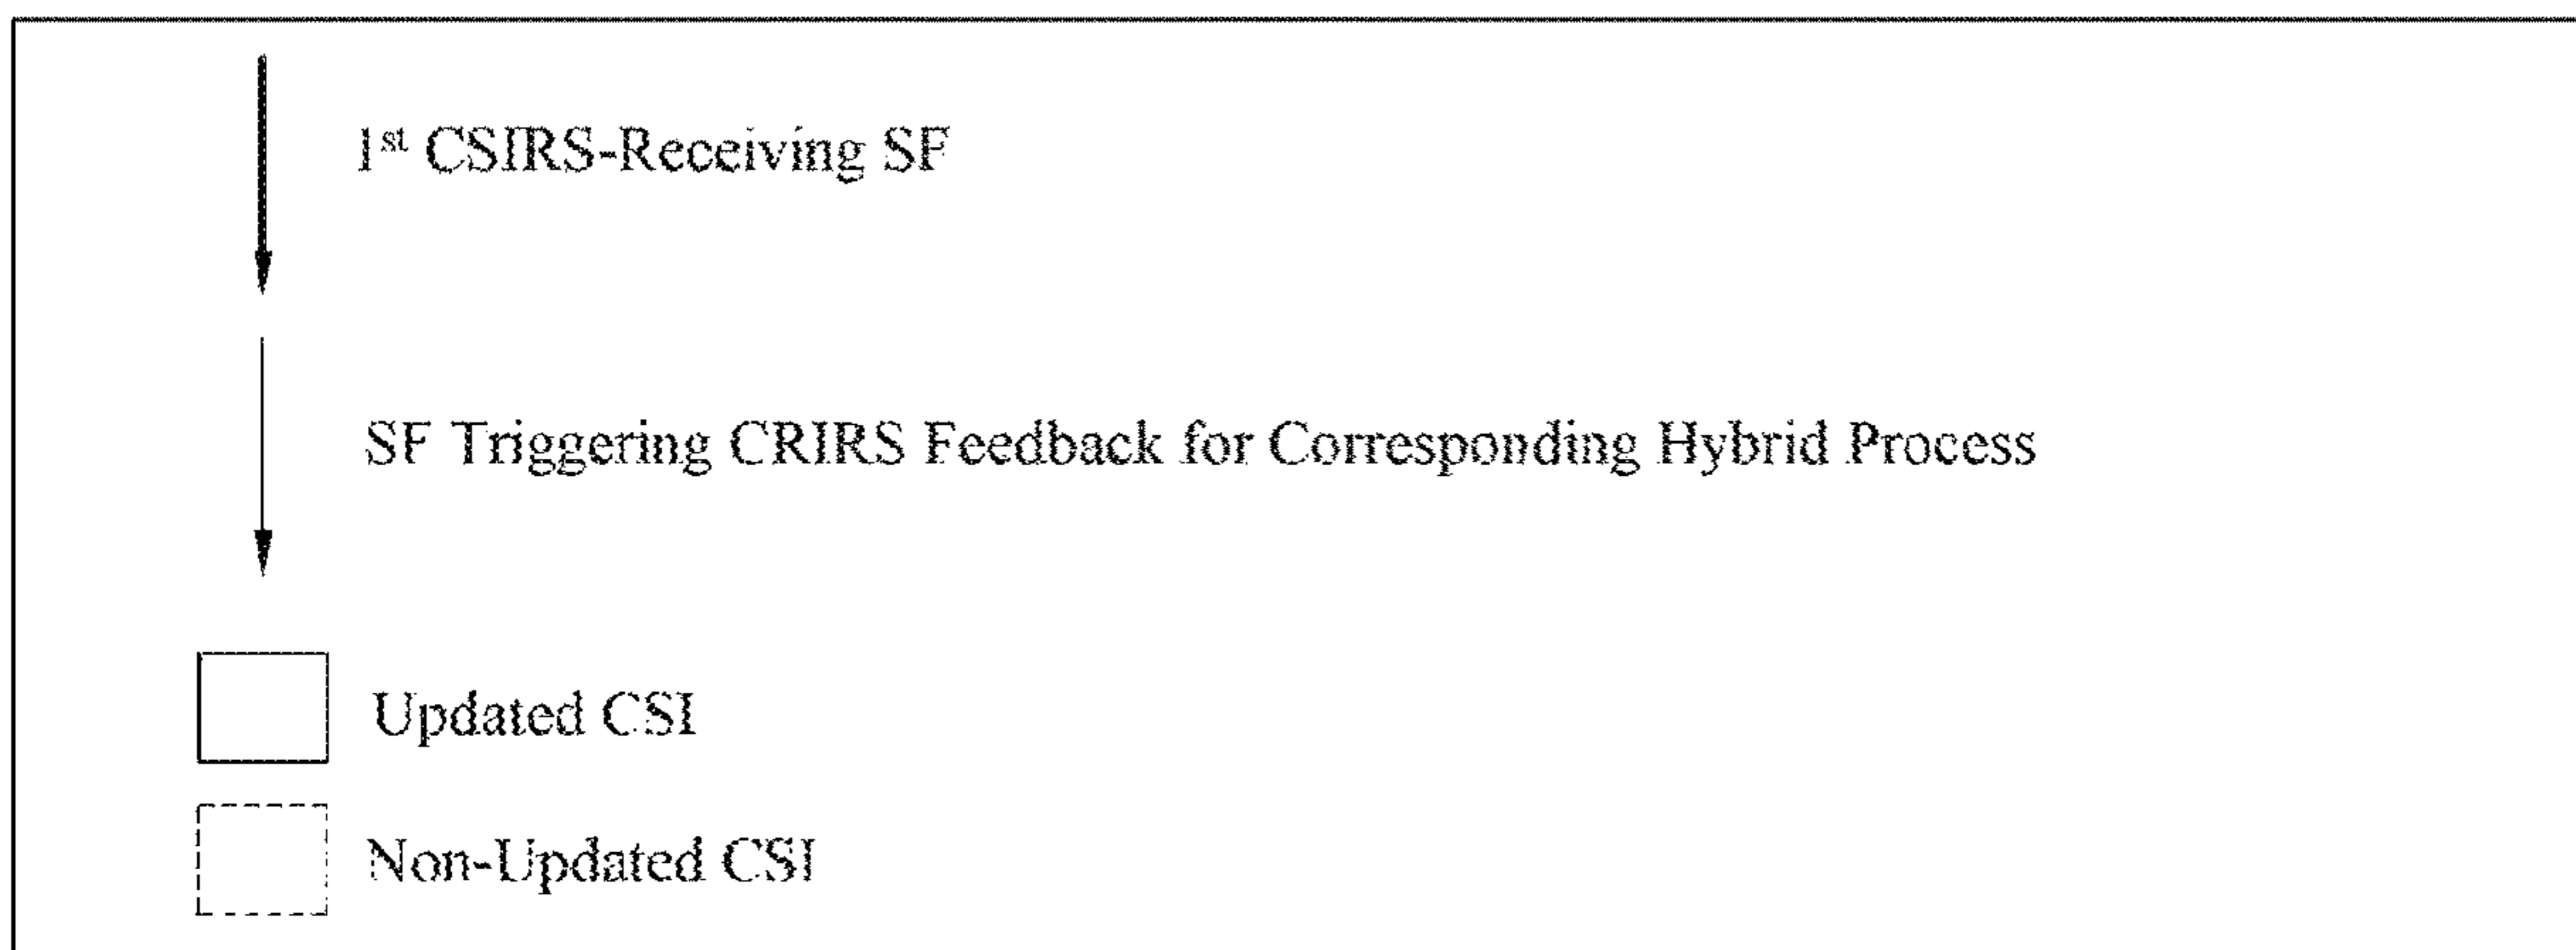 1st CSIRS-Receiving SF
SF Triggering CRIRS Feedback for Corresponding Hybrid Process
Updated CSI
Non-Updated CSI